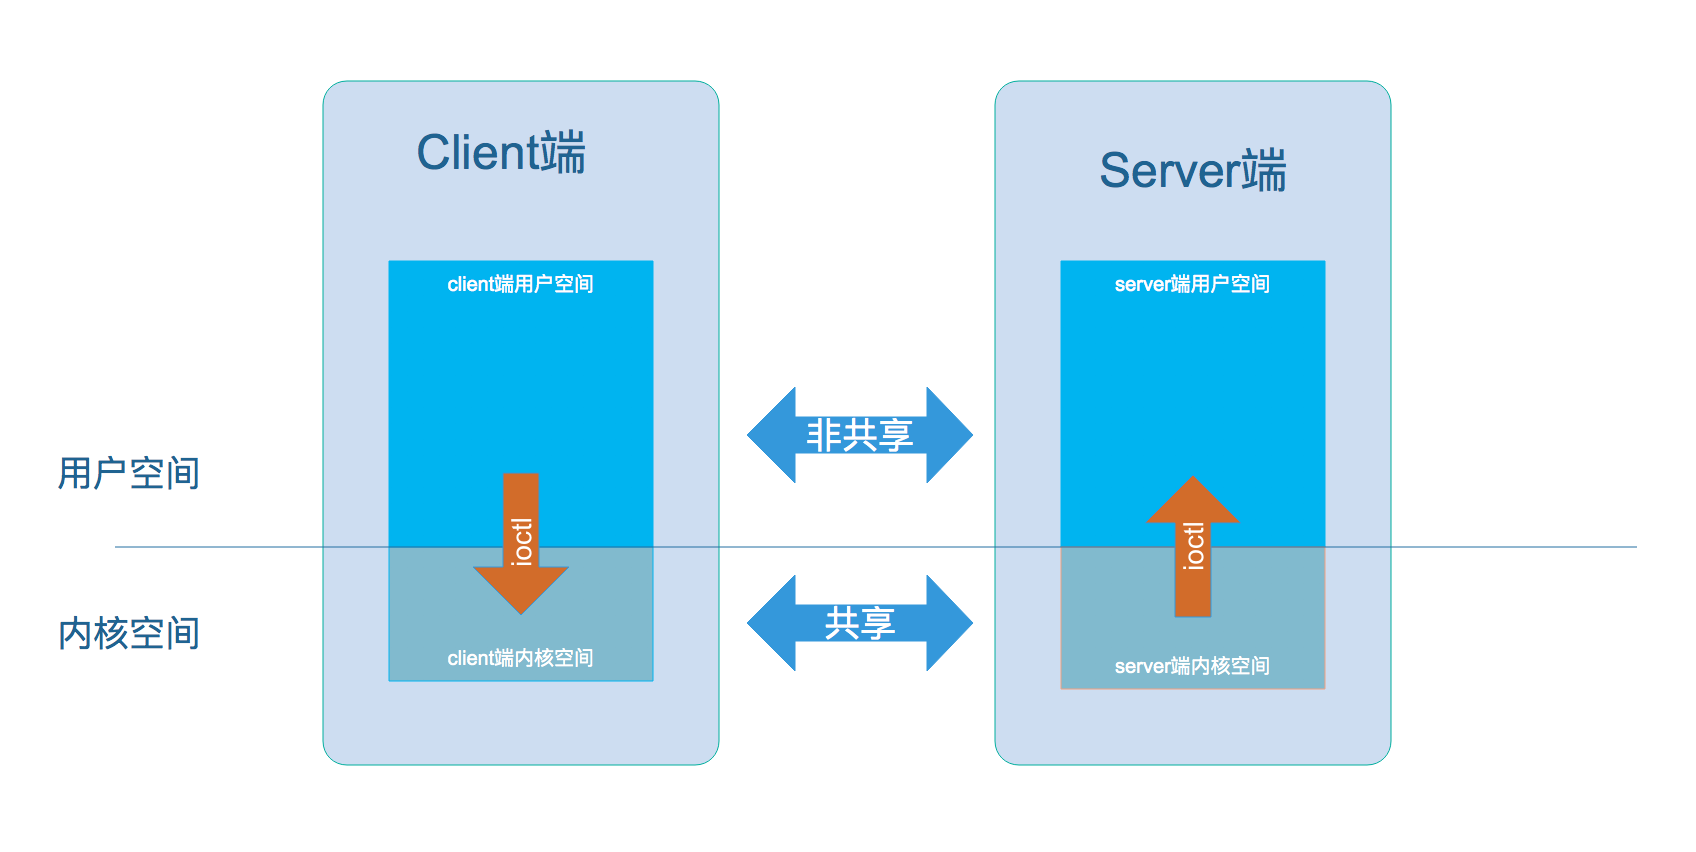 Client端
Server端
client端用户空间
server端用户空间
非共享
用户空间
ioctl
ioctl
共享
内核空间
client端内核空间
server端内核空间